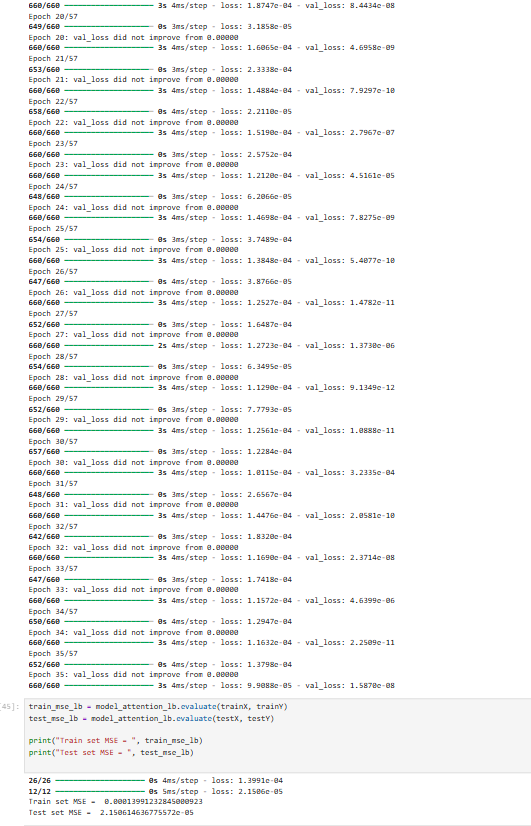 660/660 3s 4ms/step - loss: 1.8747e-04 - val_loss: 8.4434e-08
Epoch 20/57
649/660 0s 3ms/step - loss: 3.1858e-05
Epoch 20: val_loss did not improve from 0.00000
660/660 3s 4ms/step - loss: 1.6065e-04 - val_loss: 4.6958e-09
Epoch 21/57
653/660 0s 3ms/step - loss: 2.3338e-04
Epoch 21: val_loss did not improve from 0.00000
660/660 3s 4ms/step - loss: 1.4884e-04 - val_loss: 7.9297e-10
Epoch 22/57
658/660 0s 3ms/step - loss: 2.2110e-05
Epoch 22: val_loss did not improve from 0.00000
660/660 3s 4ms/step - loss: 1.5190e-04 - val_loss: 2.7967e-07
Epoch 23/57
660/660 0s 3ms/step - loss: 2.5752e-04
Epoch 23: val_loss did not improve from 0.00000
660/660 3s 4ms/step - loss: 1.2120e-04 - val_loss: 4.5161e-05
Epoch 24/57
648/660 0s 3ms/step - loss: 6.2066e-05
Epoch 24: val_loss did not improve from 0.00000
660/660 3s 4ms/step - loss: 1.4698e-04 - val_loss: 7.8275e-09
Epoch 25/57
654/660 0s 3ms/step - loss: 3.7489e-04
Epoch 25: val_loss did not improve from 0.00000
660/660 3s 4ms/step - loss: 1.3848e-04 - val_loss: 5.4077e-10
Epoch 26/57
647/660 0s 4ms/step - loss: 3.8766e-05
Epoch 26: val_loss did not improve from 0.00000
660/660 3s 4ms/step - loss: 1.2527e-04 - val_loss: 1.4782e-11
Epoch 27/57
652/660 0s 3ms/step - loss: 1.6487e-04
Epoch 27: val_loss did not improve from 0.00000
660/660 2s 4ms/step - loss: 1.2723e-04 - val_loss: 1.3730e-06
Epoch 28/57
654/660 0s 3ms/step - loss: 6.3495e-05
Epoch 28: val_loss did not improve from 0.00000
660/660 3s 4ms/step - loss: 1.1290e-04 - val_loss: 9.1349e-12
Epoch 29/57
652/660 0s 3ms/step - loss: 7.7793e-05
Epoch 29: val_loss did not improve from 0.00000
660/660 3s 4ms/step - loss: 1.2561e-04 - val_loss: 1.0888e-11
Epoch 30/57
657/660 0s 3ms/step - loss: 1.2284e-04
Epoch 30: val_loss did not improve from 0.00000
660/660 3s 4ms/step - loss: 1.0115e-04 - val_loss: 3.2335e-04
Epoch 31/57
648/660 0s 3ms/step - loss: 2.6567e-04
Epoch 31: val_loss did not improve from 0.00000
660/660 3s 4ms/step - loss: 1.4476e-04 - val_loss: 2.0581e-10
Epoch 32/57
642/660 0s 3ms/step - loss: 1.8320e-04
Epoch 32: val_loss did not improve from 0.00000
660/660 3s 4ms/step - loss: 1.1690e-04 - val_loss: 2.3714e-08
Epoch 33/57
647/660 0s 3ms/step - loss: 1.7418e-04
Epoch 33: val_loss did not improve from 0.00000
660/660 3s 4ms/step - loss: 1.1572e-04 - val_loss: 4.6399e-06
Epoch 34/57
650/660 0s 4ms/step - loss: 1.2947e-04
Epoch 34: val_loss did not improve from 0.00000
660/660 3s 4ms/step - loss: 1.1632e-04 - val_loss: 2.2509e-11
Epoch 35/57
652/660 0s 4ms/step - loss: 1.3798e-04
Epoch 35: val_loss did not improve from 0.00000
660/660 3s 4ms/step - loss: 9.9088e-05 - val_loss: 1.5870e-08
[45]: train_mse_lb = model_attention_lb.evaluate(trainX, trainY)
test_mse_lb = model_attention_lb.evaluate(testX, testY)
print("Train set MSE = ", train_mse_lb)
print("Test set MSE = ", test_mse_lb)
26/26 0s 4ms/step - loss: 1.3991e-04
12/12 0s 5ms/step - loss: 2.1506e-05
Train set MSE =  0.00013991232845000923
Test set MSE =  2.150614636775572e-05